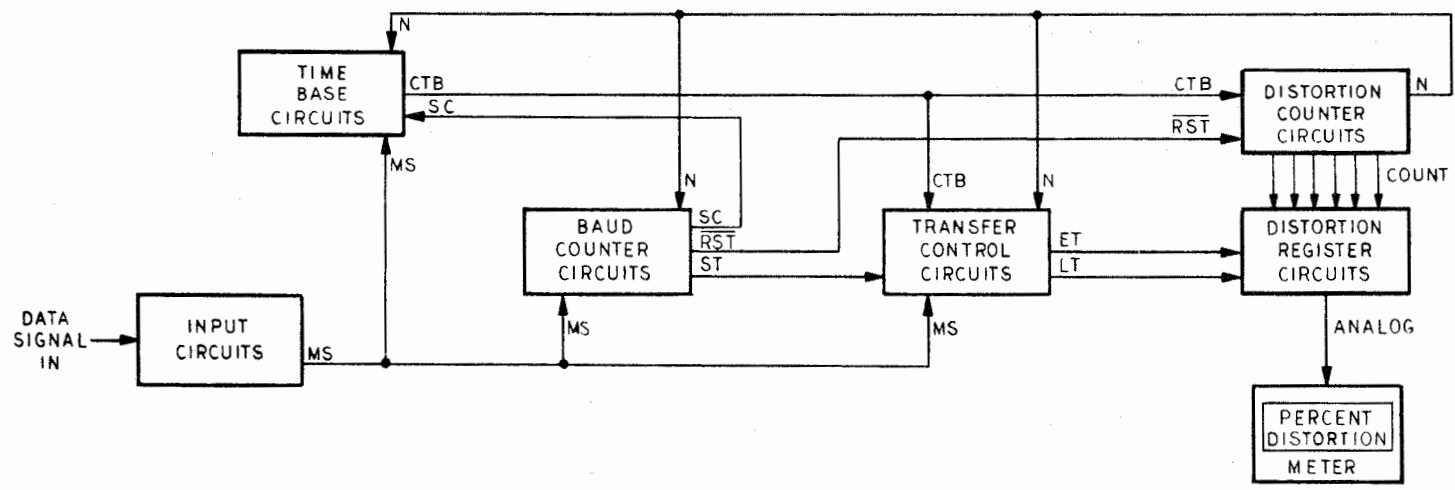 N
TIME
BASE
CIRCUITS
CTB
SC
MS
CTB
N
DISTORTION
COUNTER
CIRCUITS
RST
COUNT
N
CTB
N
BAUD
COUNTER
CIRCUITS
SC
RST
ST
MS
TRANSFER
CONTROL
CIRCUITS
ET
LT
MS
DISTORTION
REGISTER
CIRCUITS
DATA
SIGNAL
IN
INPUT
CIRCUITS
MS
ANALOG
PERCENT
DISTORTION
METER